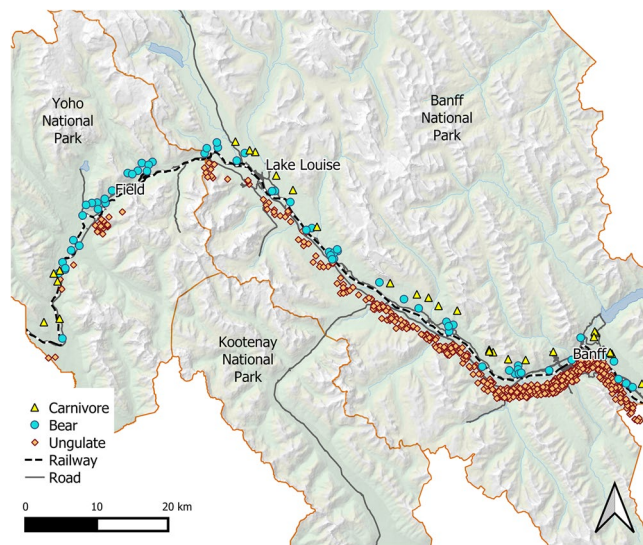 Yoho
National
Park
Banff
National
Park
Lake Louise
Field
Kootenay
National
Park
Banff
Carnivore
Bear
Ungulate
Railway
Road
0 10 20 km